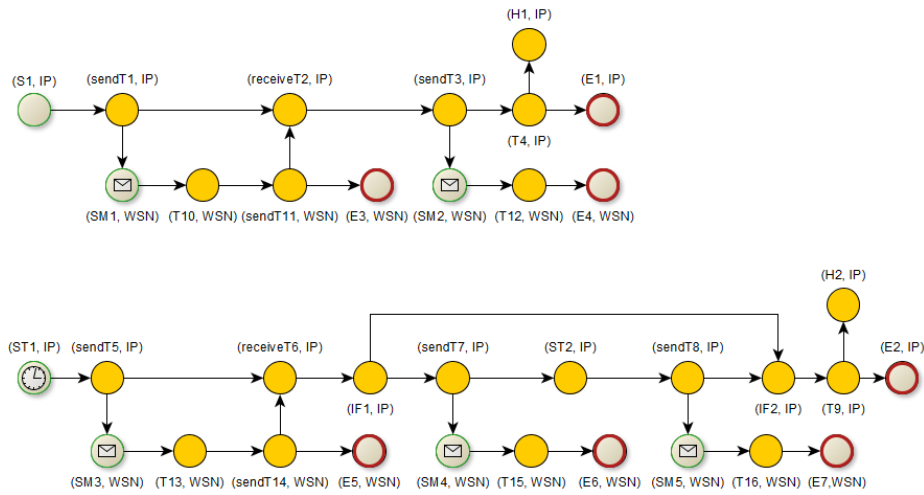 (H1, IP)
(S1, IP)
(sendT1, IP)
(receiveT2, IP)
(sendT3, IP)
(E1, IP)
(T4, IP)
(SM1, WSN)
(T10, WSN)
(sendT11, WSN)
(E3, WSN)
(SM2, WSN)
(T12, WSN)
(E4, WSN)
(H2, IP)
(ST1, IP)
(sendT5, IP)
(receiveT6, IP)
(sendT7, IP)
(ST2, IP)
(sendT8, IP)
(E2, IP)
(IF1, IP)
(IF2, IP)
(T9, IP)
(SM3, WSN)
(T13, WSN)
(sendT14, WSN)
(E5, WSN)
(SM4, WSN)
(T15, WSN)
(E6, WSN)
(SM5, WSN)
(T16, WSN)
(E7,WSN)